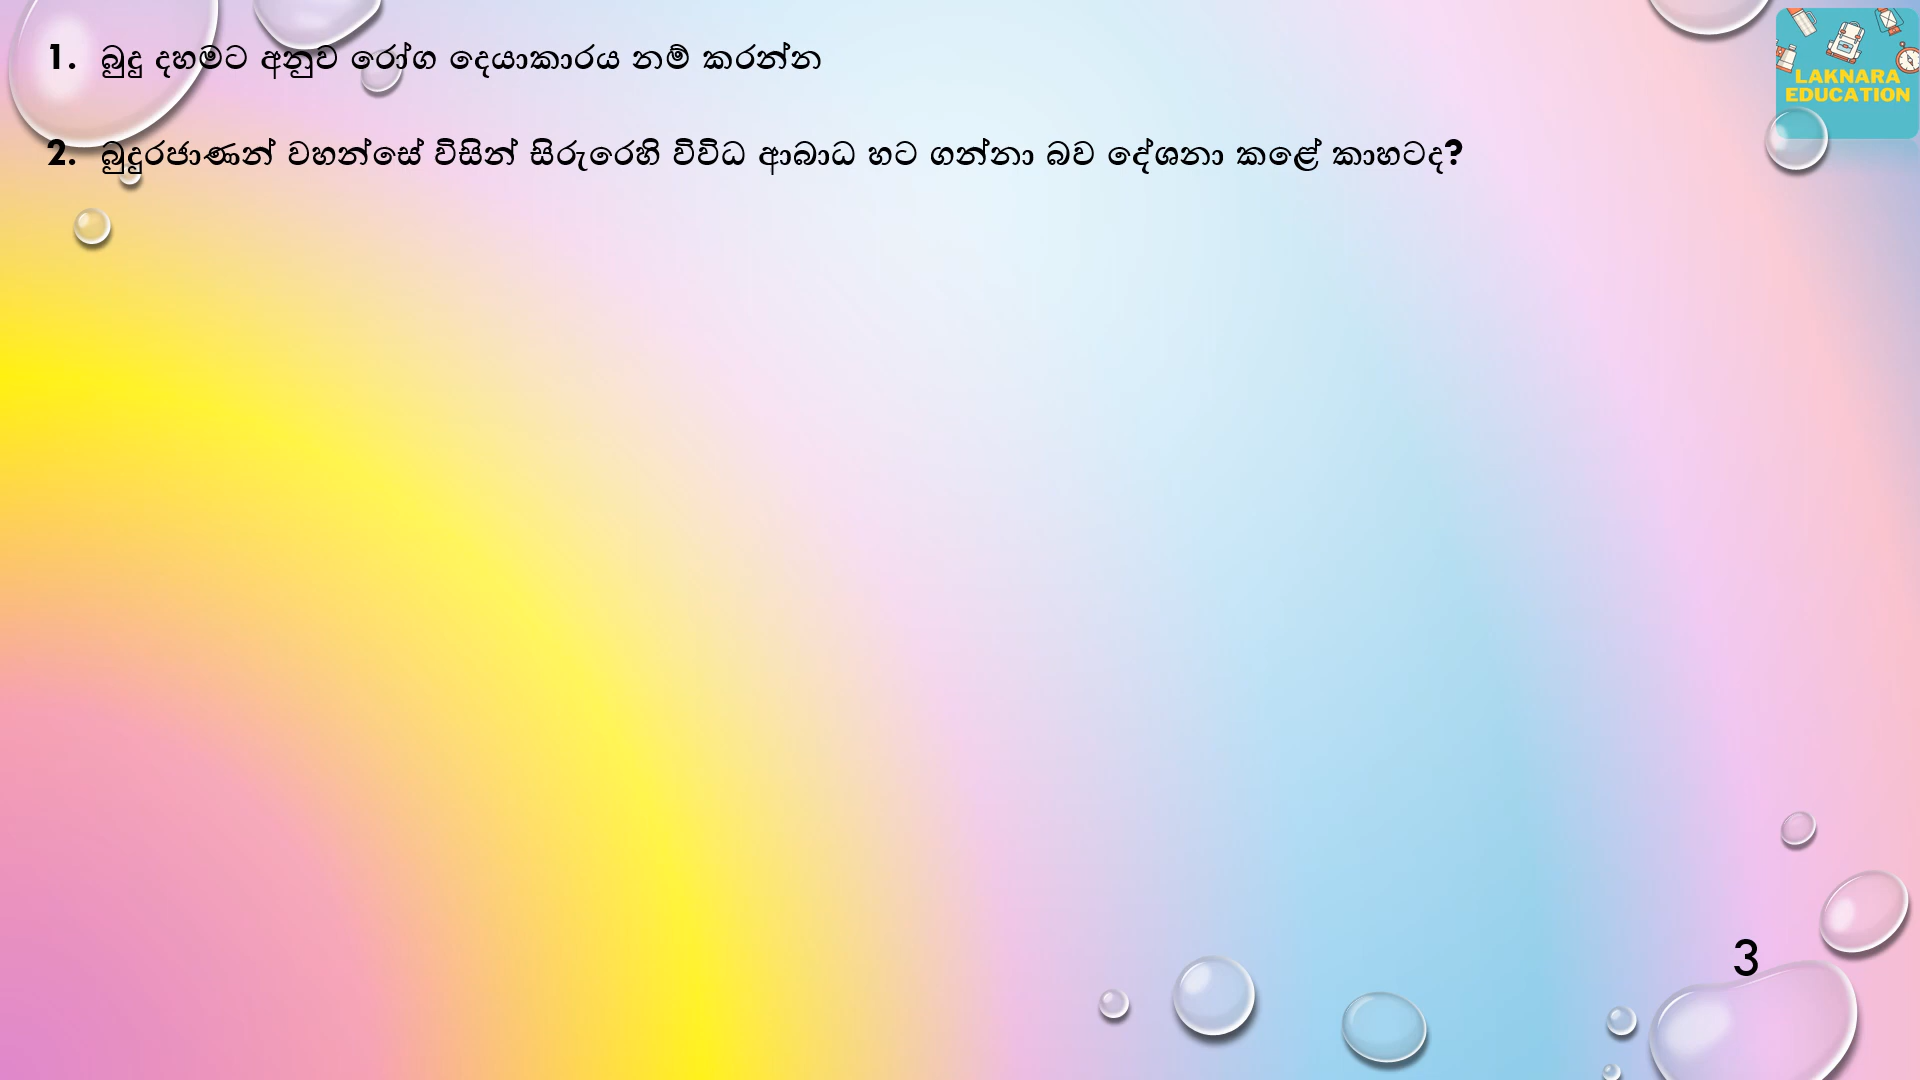 1. බුදු දහමට අනුව රෝග දෙයාකාරය නම් කරන්න
LAKNARA
EDUCATION
2. බුදුරජාණන් වහන්සේ විසින් සිරුරෙහි විවිධ ආබාධ හට ගන්නා බව දේශනා කළේ කාහටද?
3